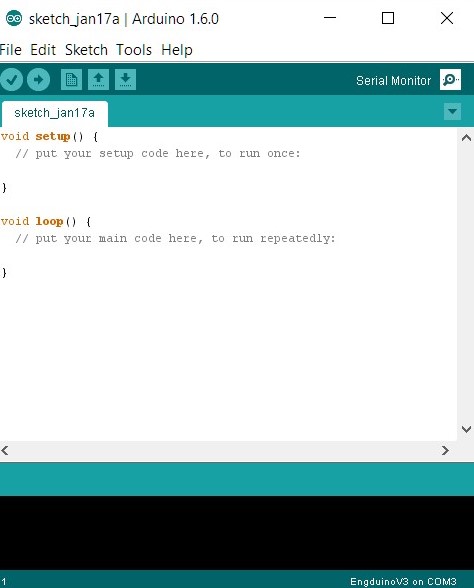 sketch_jan17a | Arduino 1.6.0
File Edit Sketch Tools Help
Serial Monitor
sketch_jan17a
void setup() {
  // put your setup code here, to run once:
}
void loop() {
  // put your main code here, to run repeatedly:
}
1 EngduinoV3 on COM3